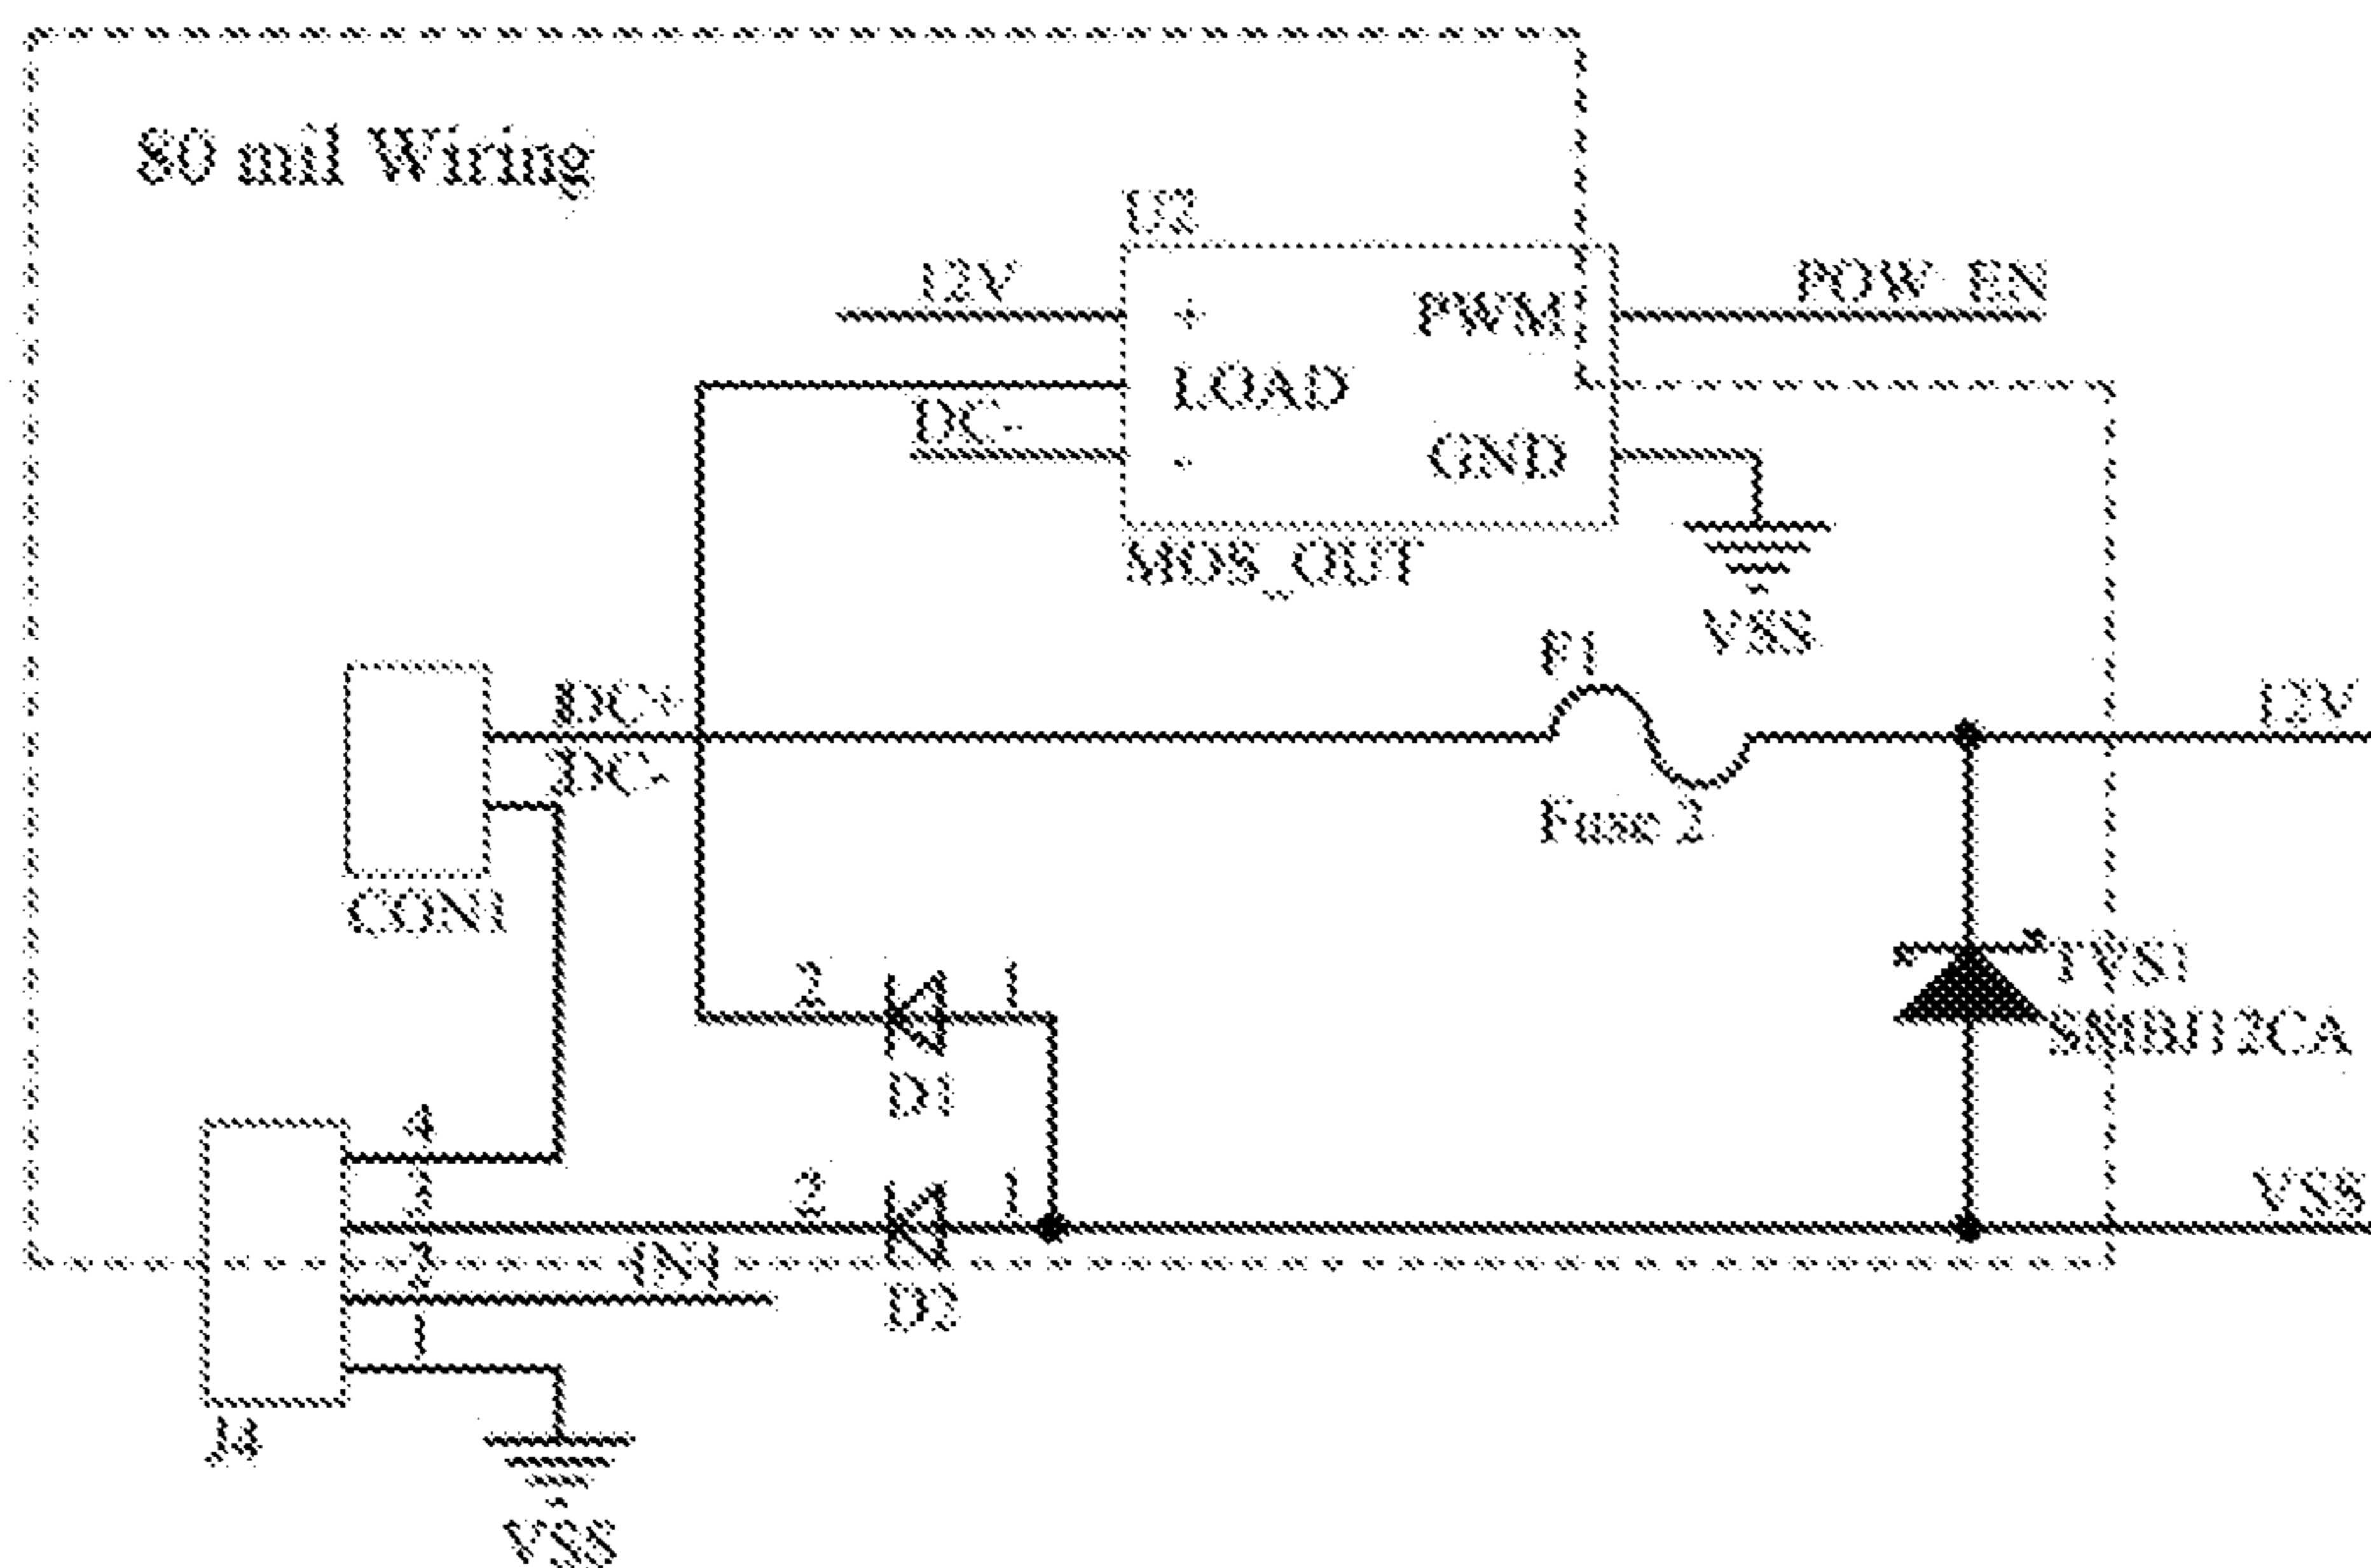 80 mil Wiring
U2
12V
+
PWM
POW_EN
LOAD
DC-
-
GND
MOS_OUT
VSS
F1
DC+
12V
DC-
Fuse 2
CON1
2
1
TVS1
SMBJ12CA
D1
4
3
2
1
VSS
2
IN1
D2
1
J4
VSS